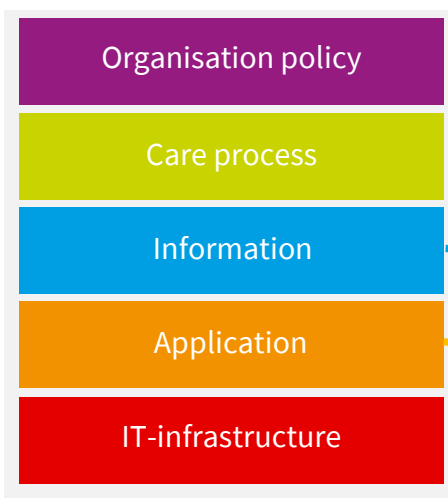 Organisation policy
Care process
Information
Application
IT-infrastructure